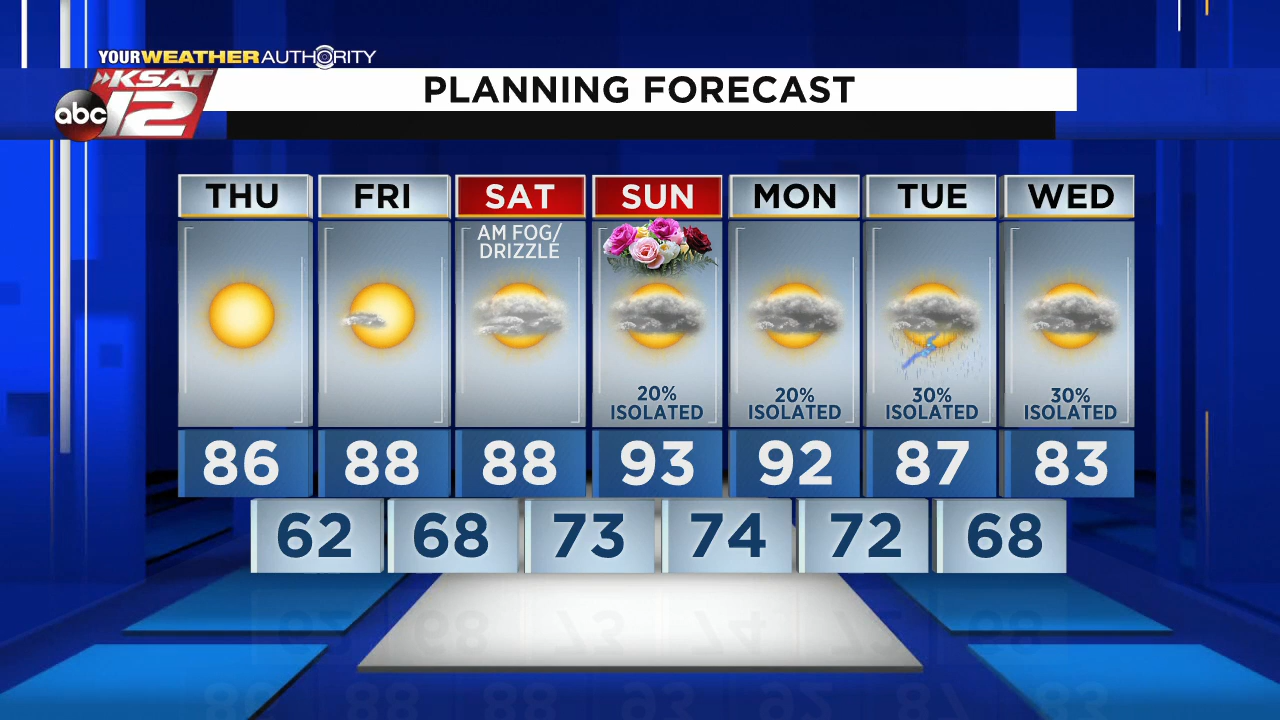 YOURWEATHERAUTHORITY
KSAT
abc 12
PLANNING FORECAST
THU FRI SAT SUN MON TUE WED
AM FOG/
DRIZZLE
20% 20% 30% 30%
ISOLATED ISOLATED ISOLATED ISOLATED
86 88 88 93 92 87 83
62 68 73 74 72 68